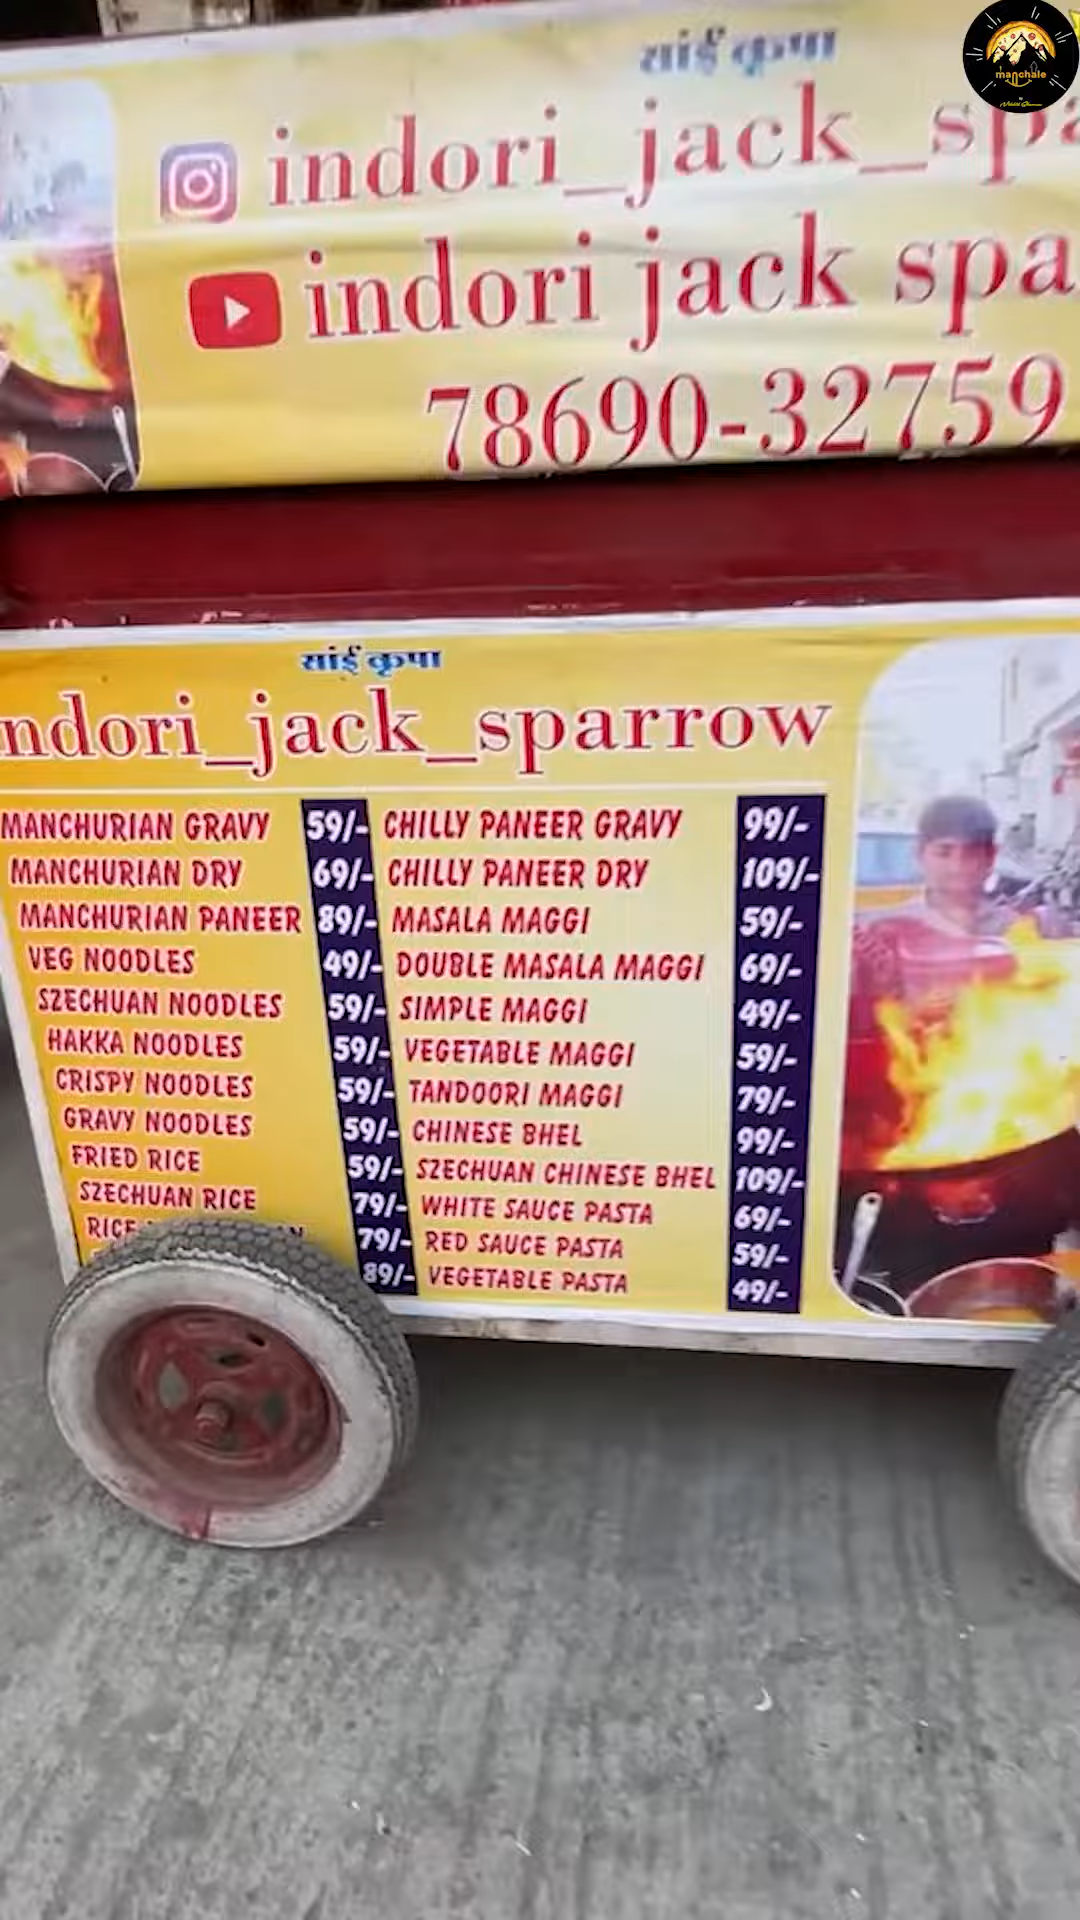 manchale
सांई कृपा
indori_jack_spa
indori jack spa
78690-32759
सांई कृपा
ndori_jack_sparrow
MANCHURIAN GRAVY 59/- CHILLY PANEER GRAVY 99/-
MANCHURIAN DRY 69/- CHILLY PANEER DRY 109/-
MANCHURIAN PANEER 89/- MASALA MAGGI 59/-
VEG NOODLES 49/- DOUBLE MASALA MAGGI 69/-
SZECHUAN NOODLES 59/- SIMPLE MAGGI 49/-
HAKKA NOODLES 59/- VEGETABLE MAGGI 59/-
CRISPY NOODLES 59/- TANDOORI MAGGI 79/-
GRAVY NOODLES 59/- CHINESE BHEL 99/-
FRIED RICE 59/- SZECHUAN CHINESE BHEL 109/-
SZECHUAN RICE 79/- WHITE SAUCE PASTA 69/-
RICE 79/- RED SAUCE PASTA 59/-
89/- VEGETABLE PASTA 49/-